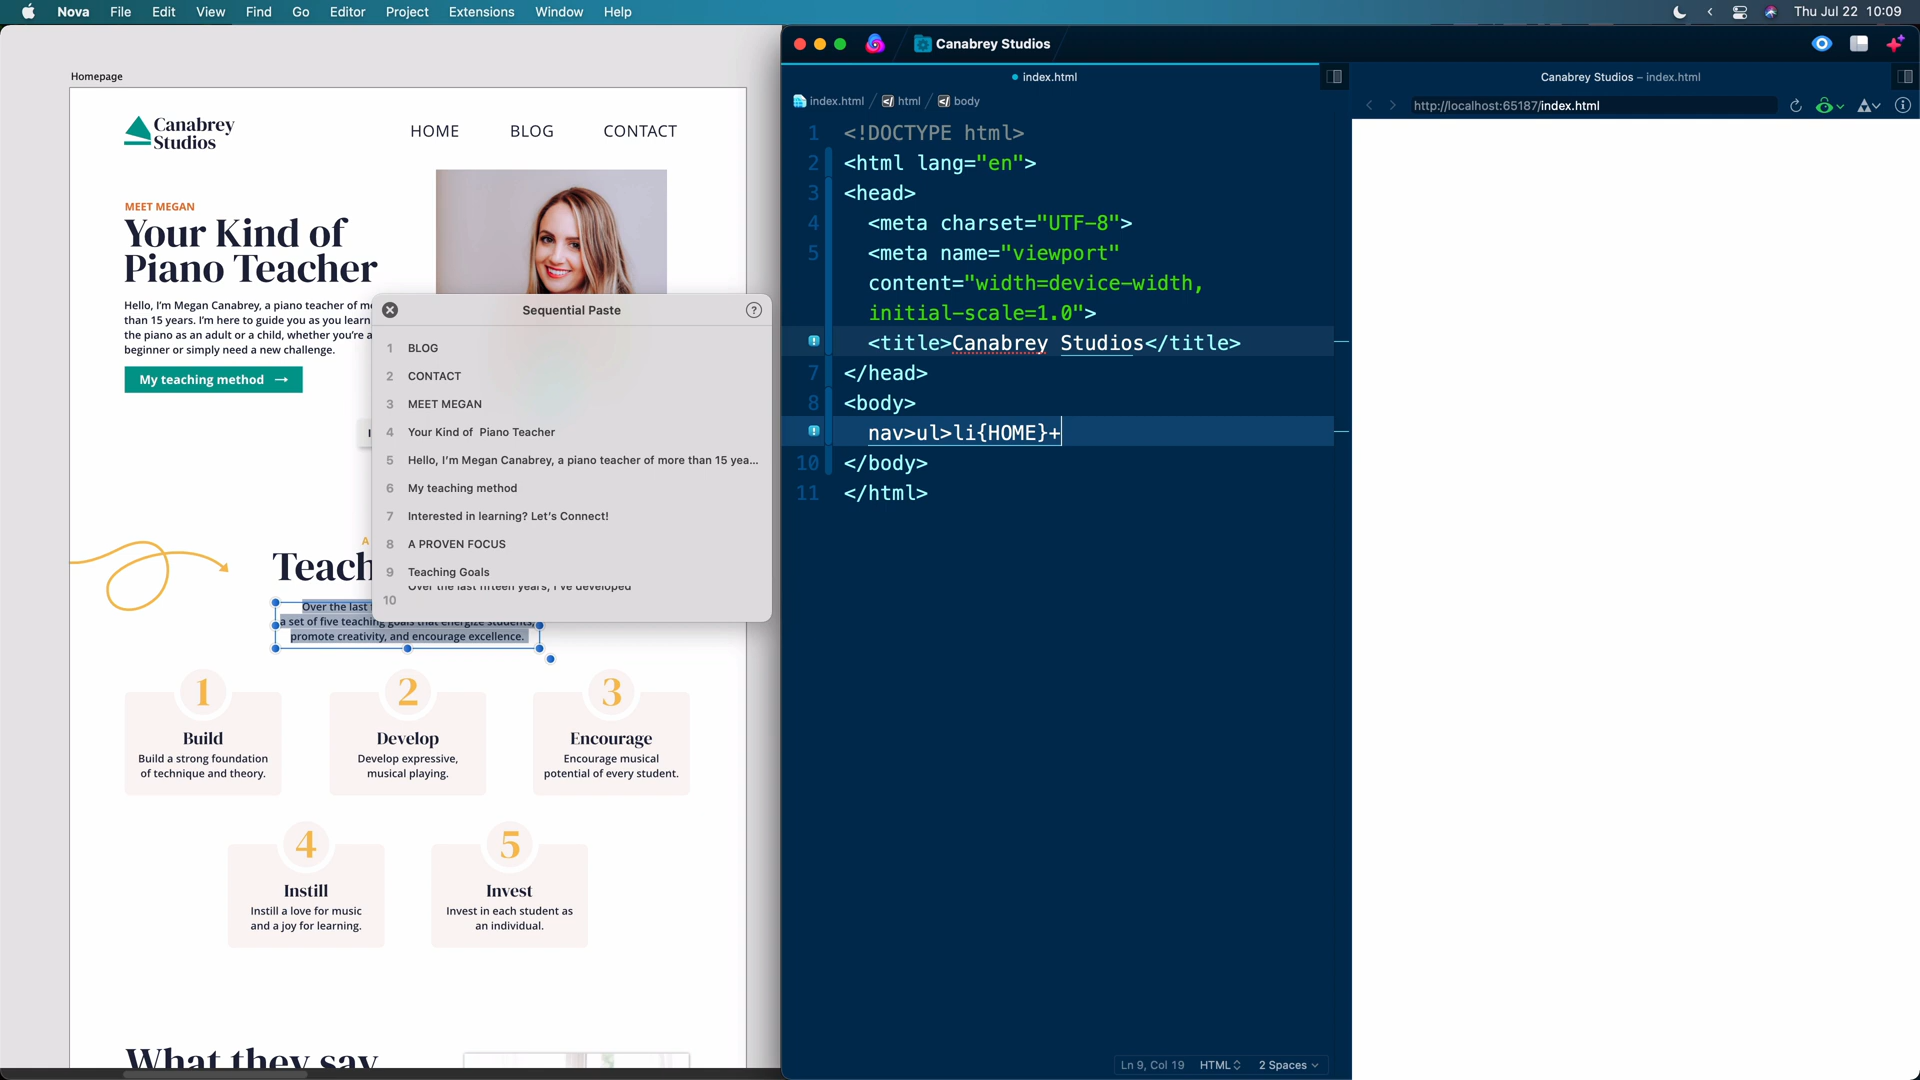 Nova File Edit View Find Go Editor Project Extensions Window Help
Thu Jul 22 10:09
Homepage
Canabrey
Studios
HOME BLOG CONTACT
MEET MEGAN
Your Kind of
Piano Teacher
Hello, I'm Megan Canabrey, a piano teacher of
than 15 years. I'm here to guide you as you learn
the piano as an adult or a child, whether you're a
beginner or simply need a new challenge.
My teaching method →
Sequential Paste ?
1 BLOG
2 CONTACT
3 MEET MEGAN
4 Your Kind of Piano Teacher
5 Hello, I'm Megan Canabrey, a piano teacher of more than 15 yea...
6 My teaching method
7 Interested in learning? Let's Connect!
8 A PROVEN FOCUS
9 Teaching Goals
10 Over the last fifteen years, I've developed
A
Teach
Over the last
a set of five teaching goals that energize students,
promote creativity, and encourage excellence.
1 2 3
Build Develop Encourage
Build a strong foundation
of technique and theory.
Develop expressive,
musical playing.
Encourage musical
potential of every student.
4 5
Instill Invest
Instill a love for music
and a joy for learning.
Invest in each student as
an individual.
What they say
Canabrey Studios
index.html
index.html html body
1 <!DOCTYPE html>
2 <html lang="en">
3 <head>
4 <meta charset="UTF-8">
5 <meta name="viewport"
content="width=device-width,
initial-scale=1.0">
<title>Canabrey Studios</title>
7 </head>
8 <body>
nav>ul>li{HOME}+
10 </body>
11 </html>
Ln 9, Col 19 HTML 2 Spaces
Canabrey Studios – index.html
http://localhost:65187/index.html